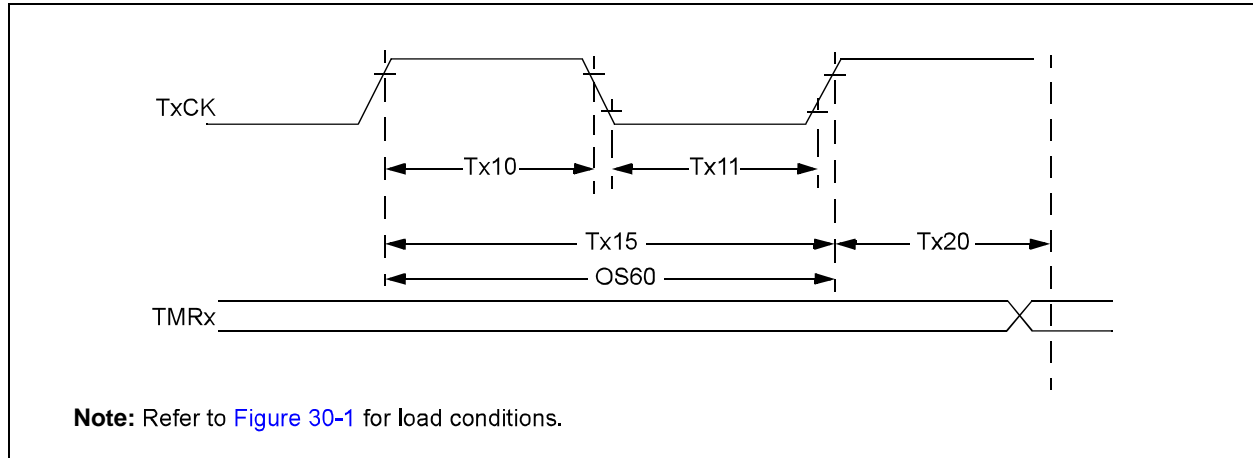 TxCK
Tx10
Tx11
Tx15
Tx20
OS60
TMRx
Note: Refer to Figure 30-1 for load conditions.